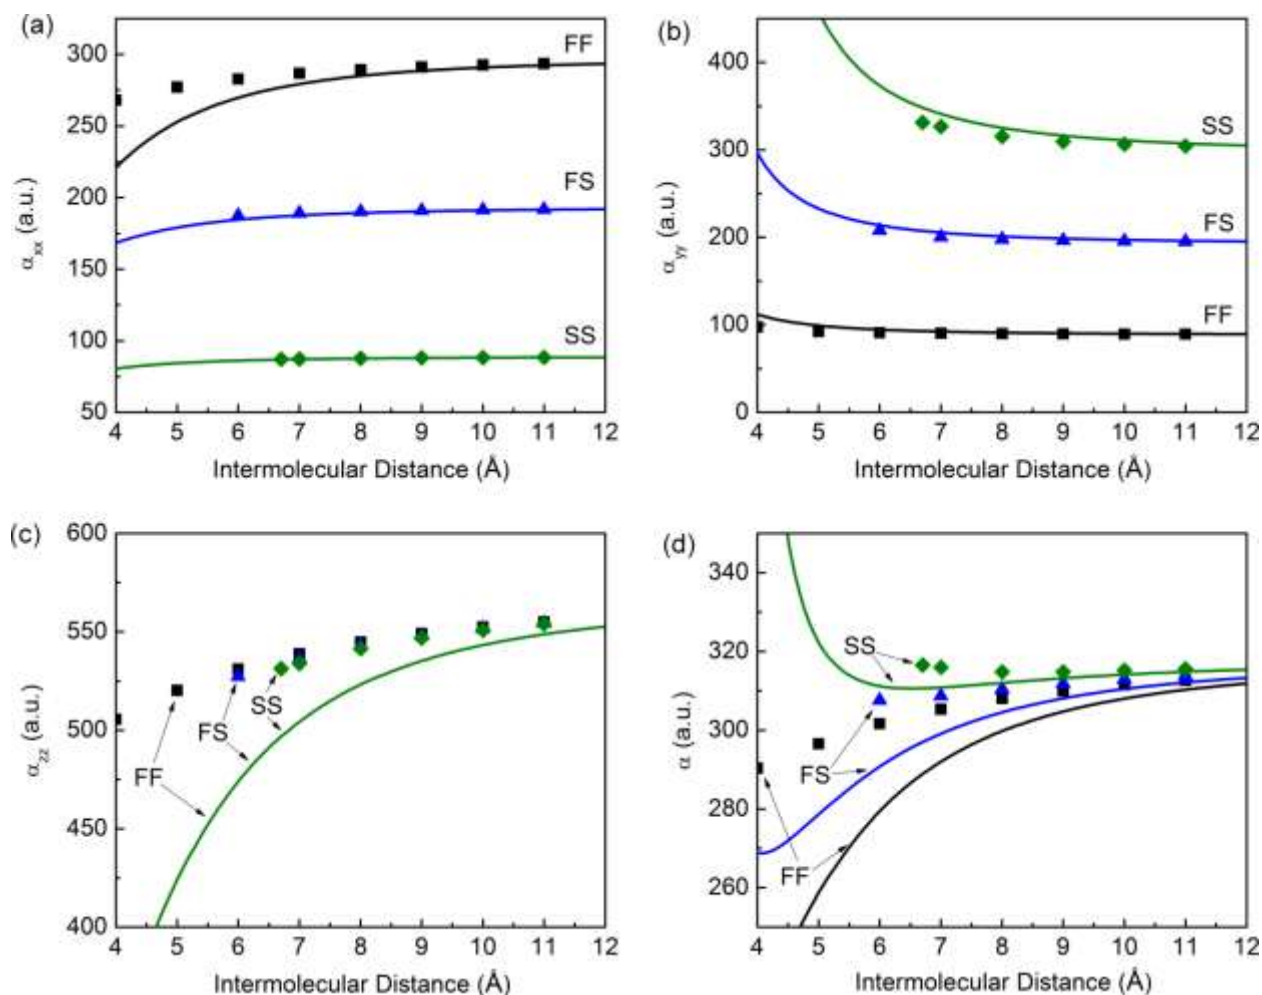 (a)
300
250
200
150
100
50
FF
FS
SS
α_xx (a.u.)
4 5 6 7 8 9 10 11 12
Intermolecular Distance (Å)
(b)
400
300
200
100
0
SS
FS
FF
α_yy (a.u.)
4 5 6 7 8 9 10 11 12
Intermolecular Distance (Å)
(c)
600
550
500
450
400
SS
FS
FF
α_zz (a.u.)
4 5 6 7 8 9 10 11 12
Intermolecular Distance (Å)
(d)
340
320
300
280
260
SS
FS
FF
α (a.u.)
4 5 6 7 8 9 10 11 12
Intermolecular Distance (Å)